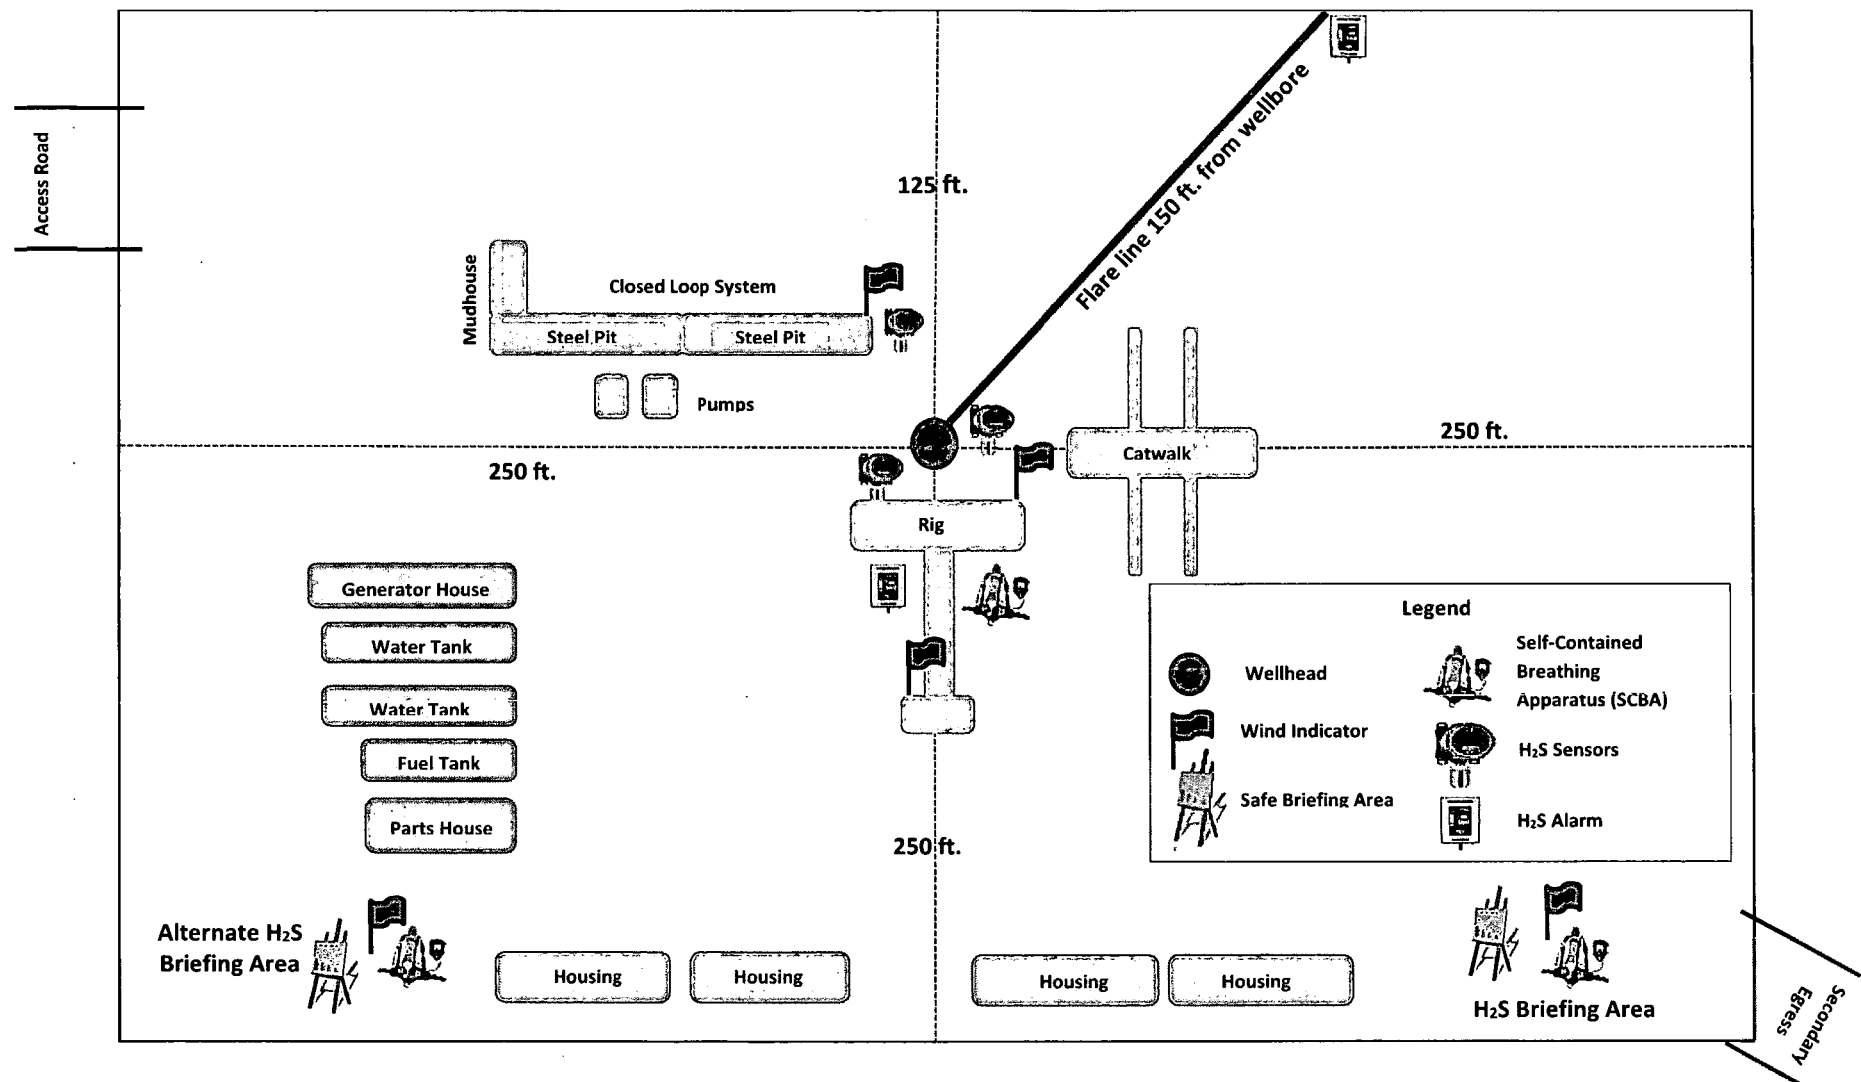 Access Road
125 ft.
Flare line 150 ft. from wellbore
Mudhouse
Closed Loop System
Steel Pit
Steel Pit
Pumps
250 ft.
250 ft.
Catwalk
Rig
Generator House
Water Tank
Water Tank
Fuel Tank
Parts House
250 ft.
Legend
Wellhead
Wind Indicator
Safe Briefing Area
Self-Contained
Breathing
Apparatus (SCBA)
H2S Sensors
H2S Alarm
Alternate H2S
Briefing Area
Housing
Housing
Housing
Housing
H2S Briefing Area
Secondary
Egress